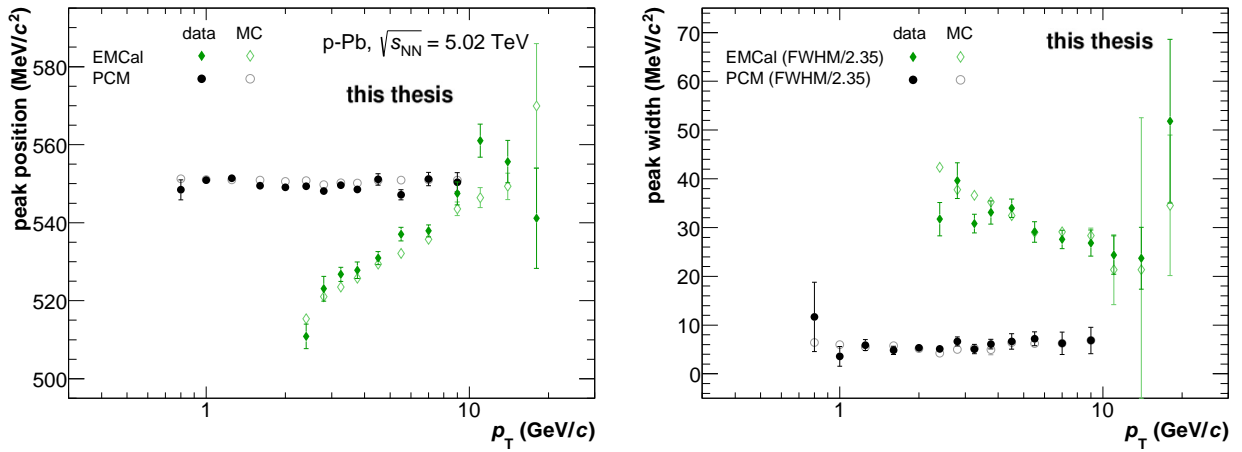 data MC
p-Pb, √sNN = 5.02 TeV
EMCal
PCM
this thesis
peak position (MeV/c²)
580
560
540
520
500
1 10
pT (GeV/c)
data MC
this thesis
EMCal (FWHM/2.35)
PCM (FWHM/2.35)
peak width (MeV/c²)
70
60
50
40
30
20
10
0
1 10
pT (GeV/c)